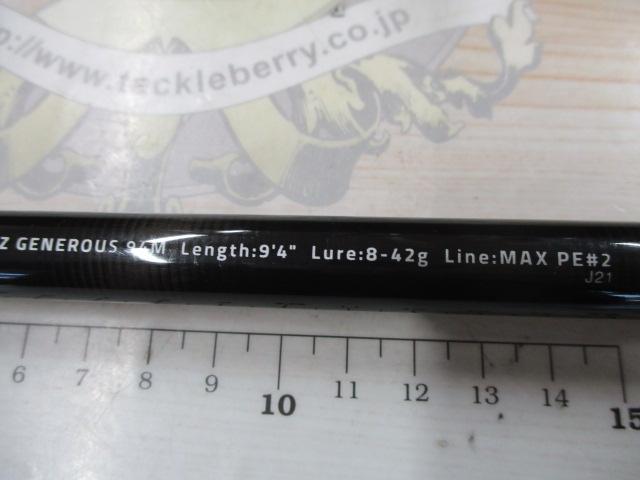 http://www.tackleberry.co.jp
Z GENEROUS 94M Length:9'4" Lure:8-42g Line:MAX PE#2
J21
6 7 8 9 10 11 12 13 14 15